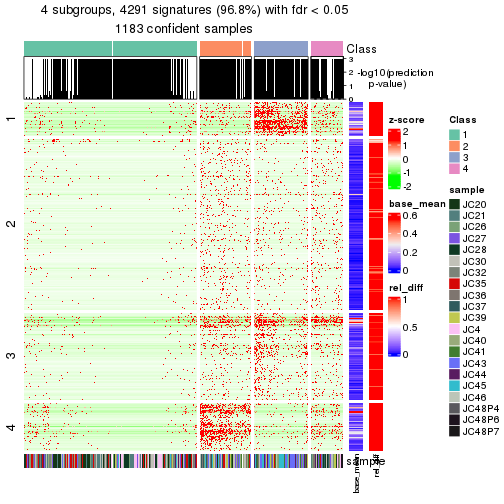 4 subgroups, 4291 signatures (96.8%) with fdr < 0.05
1183 confident samples
Class
3
2
1
0
-log10(prediction
p-value)
1
2
3
4
sample
base_mean
rel_diff
z-score
2
1
0
-1
-2
base_mean
0.6
0.4
0.2
0
rel_diff
1
0.5
0
Class
1
2
3
4
sample
JC20
JC21
JC26
JC27
JC28
JC30
JC32
JC35
JC36
JC37
JC39
JC4
JC40
JC41
JC43
JC44
JC45
JC46
JC48P4
JC48P6
JC48P7